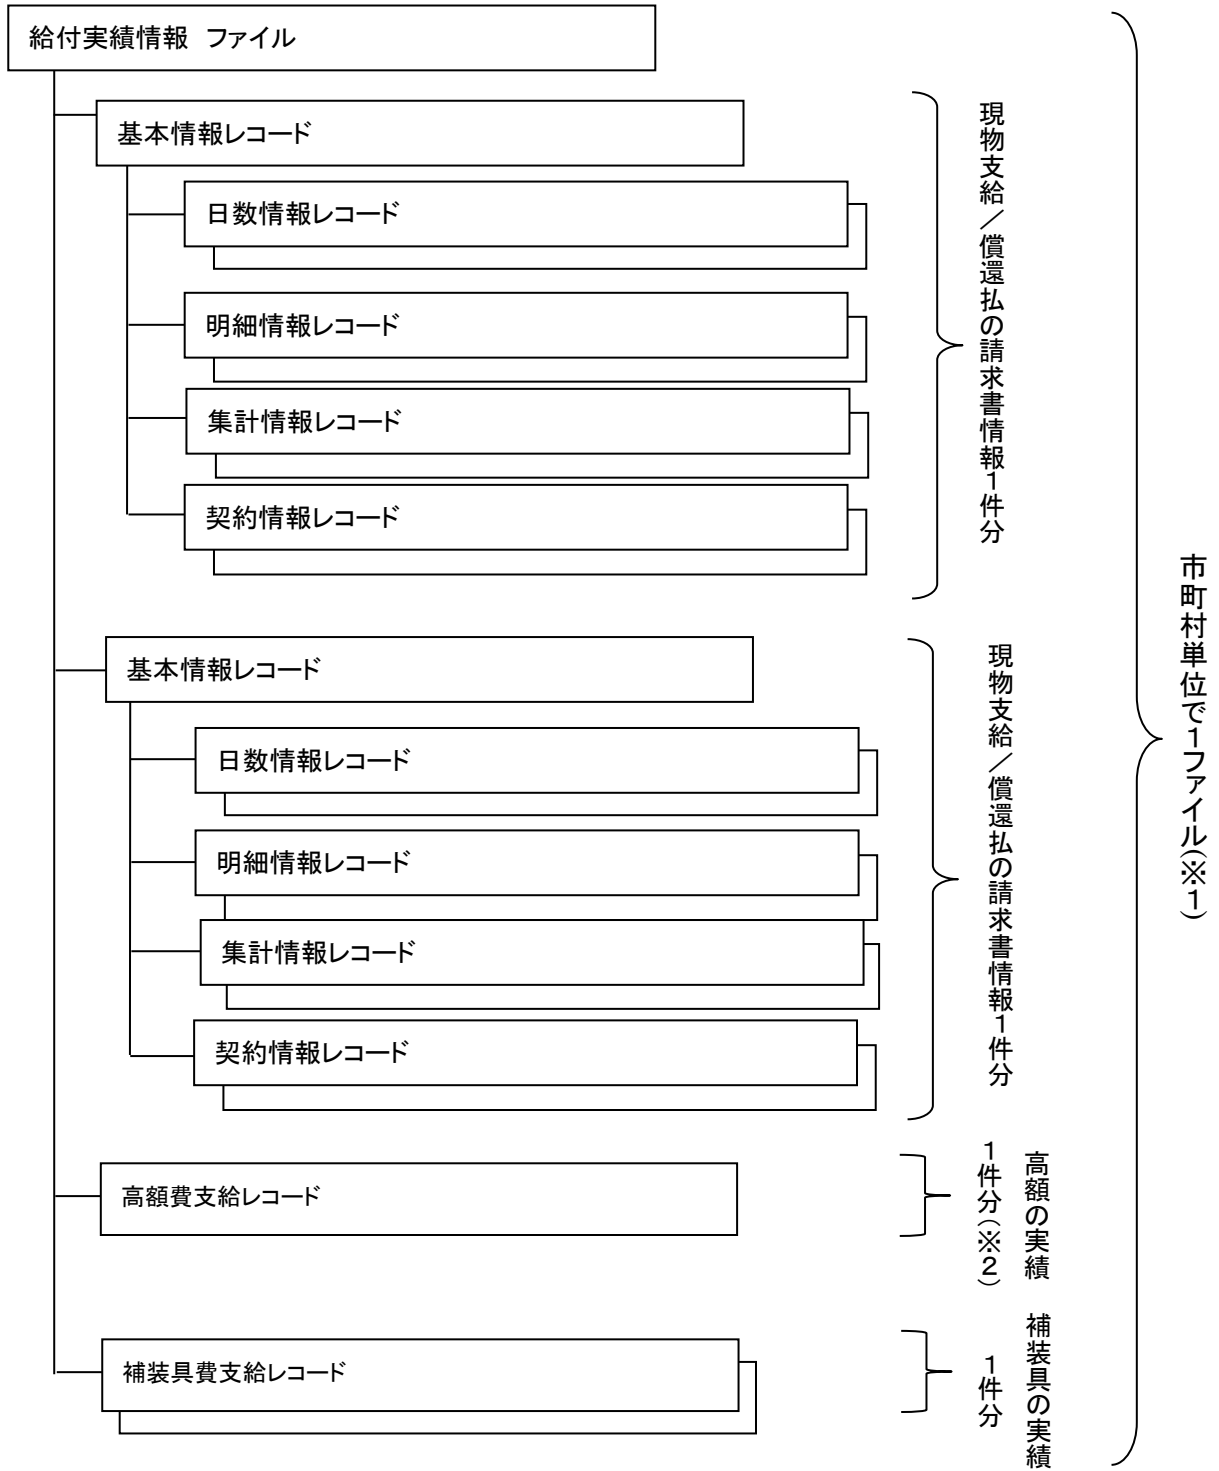 給付実績情報　ファイル
基本情報レコード
日数情報レコード
明細情報レコード
集計情報レコード
契約情報レコード
現物支給／償還払の請求書情報１件分
基本情報レコード
日数情報レコード
明細情報レコード
集計情報レコード
契約情報レコード
現物支給／償還払の請求書情報１件分
高額費支給レコード
高額の実績
１件分（※２）
補装具費支給レコード
補装具の実績
１件分
市町村単位で１ファイル（※１）